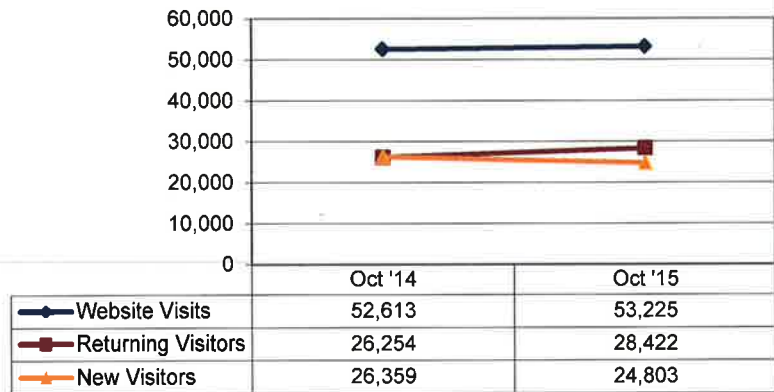 60,000
50,000
40,000
30,000
20,000
10,000
0
Oct '14 Oct '15
Website Visits 52,613 53,225
Returning Visitors 26,254 28,422
New Visitors 26,359 24,803